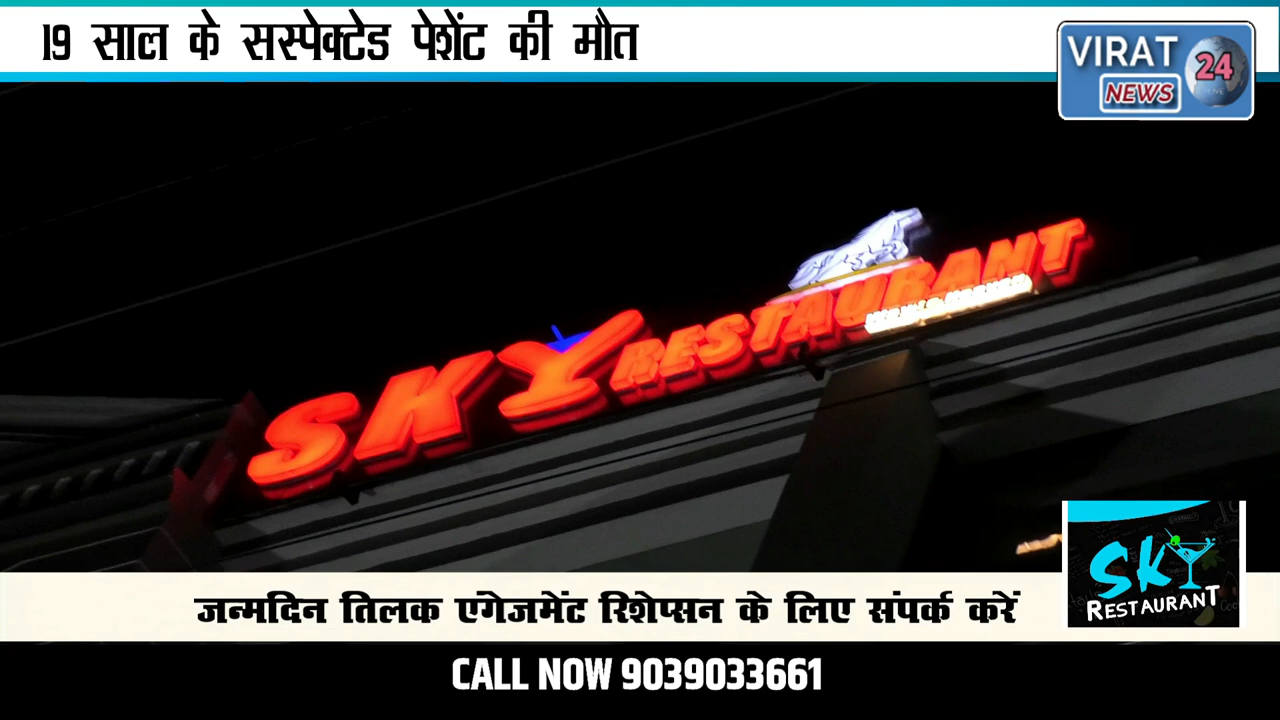 19 साल के सस्पेक्टेड पेशेंट की मौत
VIRAT
24
NEWS
SKY RESTAURANT
SKY
RESTAURANT
जन्मदिन तिलक एंगेजमेंट रिशेप्सन के लिए संपर्क करें
CALL NOW 9039033661